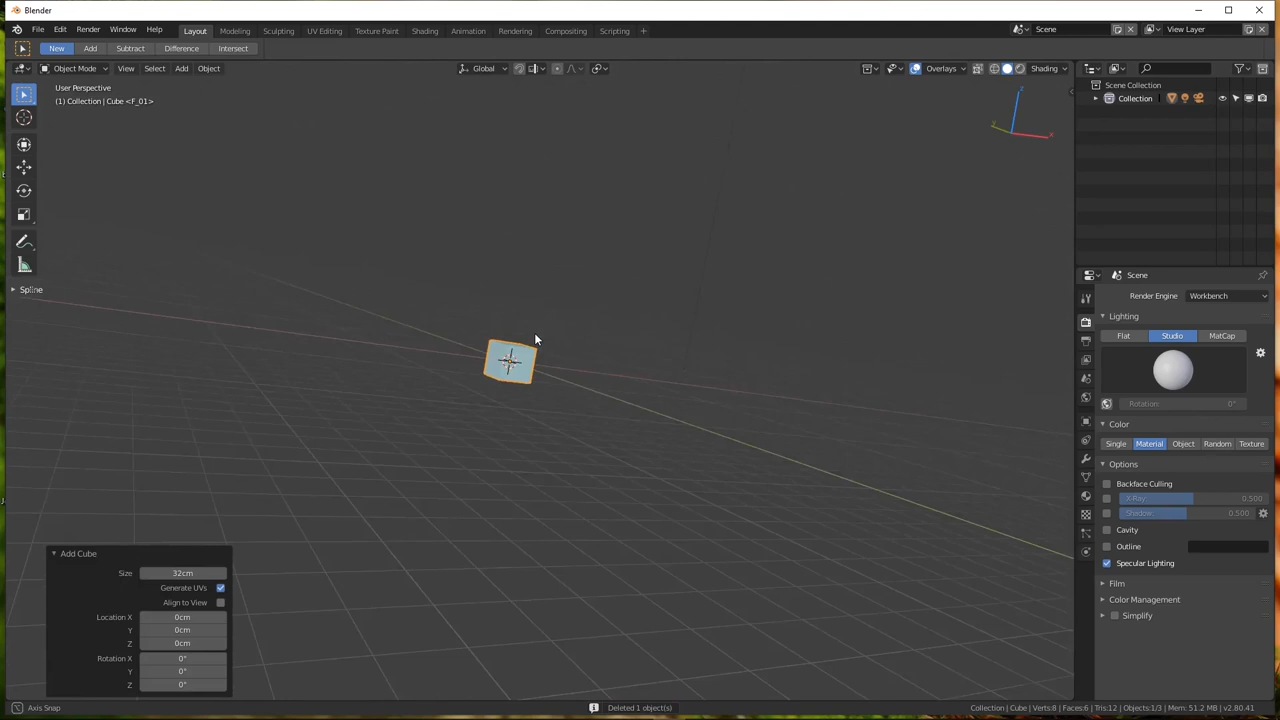 Blender
File Edit Render Window Help
Layout Modeling Sculpting UV Editing Texture Paint Shading Animation Rendering Compositing Scripting +
Scene
View Layer
New Add Subtract Difference Intersect
Object Mode View Select Add Object
Global
Overlays
Shading
User Perspective
(1) Collection | Cube <F_01>
Z
Y
X
Spline
Scene Collection
Collection
Scene
Render Engine Workbench
Lighting
Flat Studio MatCap
Rotation: 0°
Color
Single Material Object Random Texture
Options
Backface Culling
X-Ray: 0.500
Shadow: 0.500
Cavity
Outline
Specular Lighting
Film
Color Management
Simplify
Add Cube
Size 32cm
Generate UVs
Align to View
Location X 0cm
Y 0cm
Z 0cm
Rotation X 0°
Y 0°
Z 0°
Axis Snap
Deleted 1 object(s)
Collection | Cube | Verts:8 | Faces:6 | Tris:12 | Objects:1/3 | Mem: 51.2 MB | v2.80.41